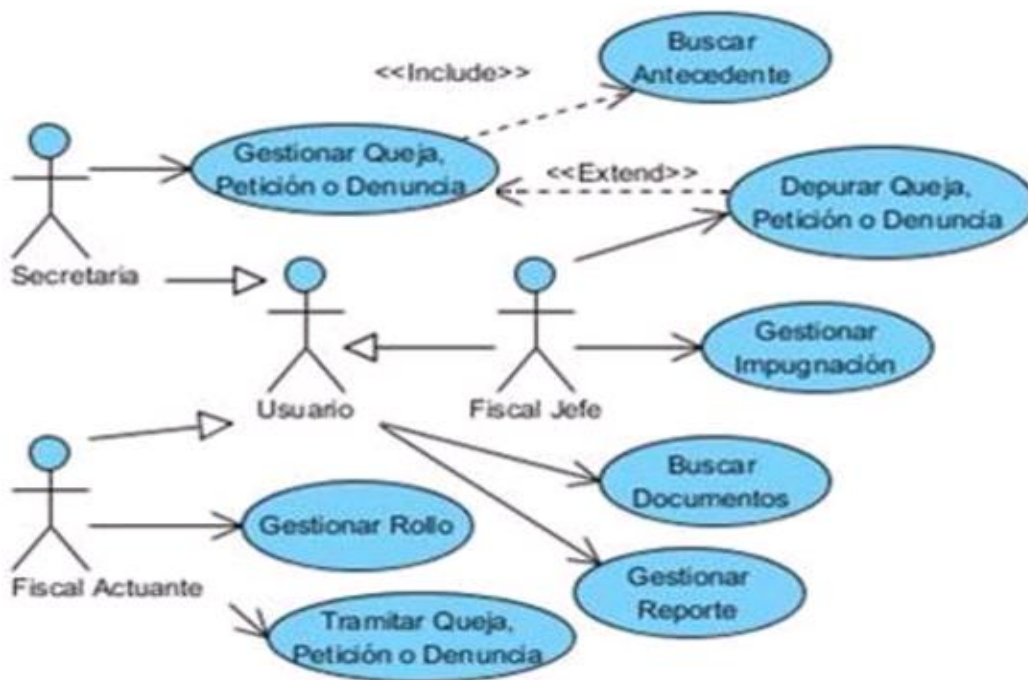 Buscar
Antecedente
<<Include>>
Gestionar Queja,
Petición o Denuncia
<<Extend>>
Depurar Queja,
Petición o Denuncia
Secretaria
Gestionar
Impugnación
Usuario
Fiscal Jefe
Buscar
Documentos
Gestionar Rollo
Fiscal Actuante
Gestionar
Reporte
Tramitar Queja,
Petición o Denuncia